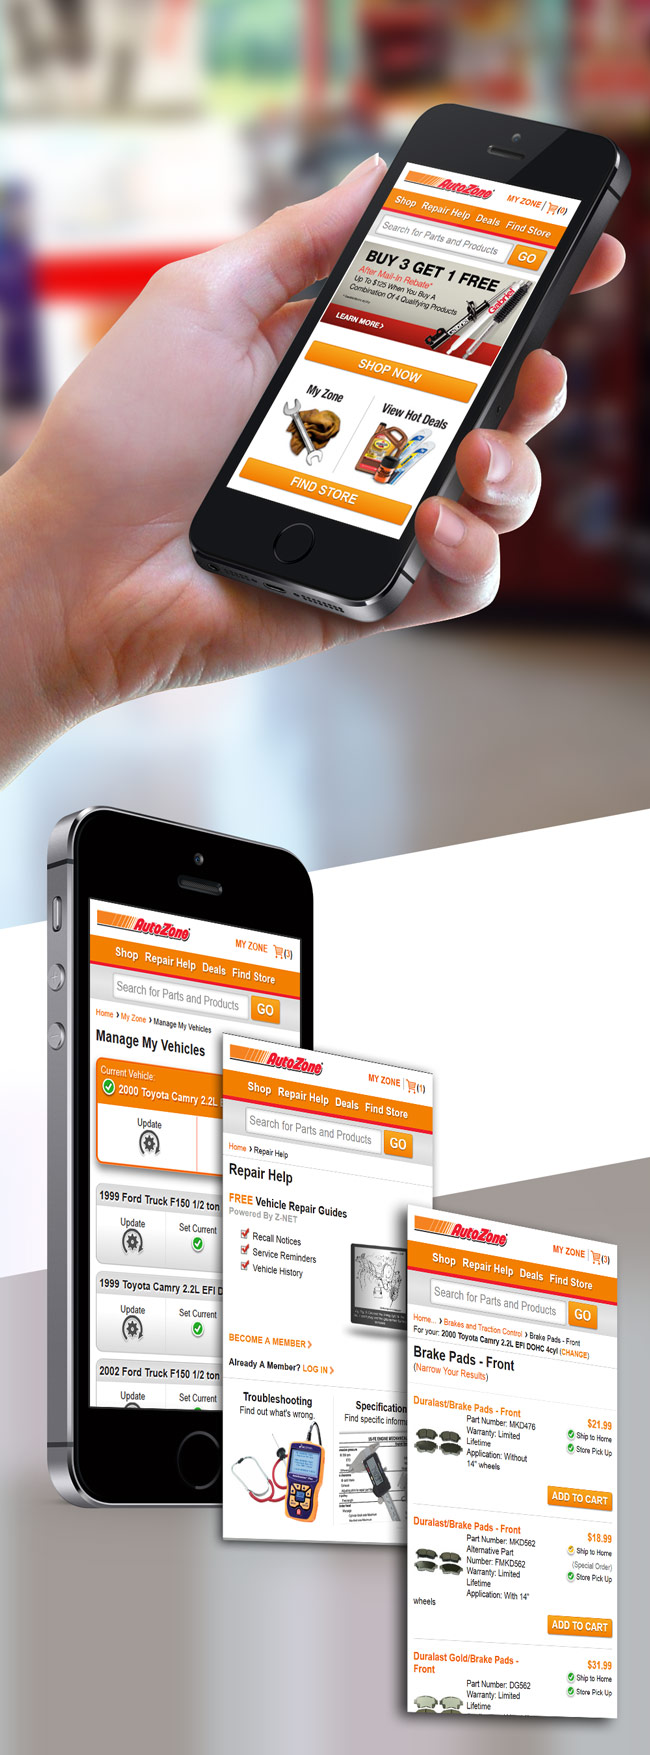 AutoZone
MY ZONE (0)
Shop Repair Help Deals Find Store
Search for Parts and Products GO
BUY 3 GET 1 FREE
After Mail-In Rebate*
Up To $125 When You Buy A
Combination Of 4 Qualifying Products
LEARN MORE >
Gabriel
SHOP NOW
My Zone
View Hot Deals
FIND STORE
AutoZone
MY ZONE (3)
Shop Repair Help Deals Find Store
Search for Parts and Products GO
Home > My Zone > Manage My Vehicles
Manage My Vehicles
Current Vehicle:
2000 Toyota Camry 2.2L E
Update
1999 Ford Truck F150 1/2 ton
Update Set Current
1999 Toyota Camry 2.2L EFI D
Update Set Current
2002 Ford Truck F150 1/2 ton
Update Set Current
AutoZone
MY ZONE (1)
Shop Repair Help Deals Find Store
Search for Parts and Products GO
Home > Repair Help
Repair Help
FREE Vehicle Repair Guides
Powered By Z-NET
Recall Notices
Service Reminders
Vehicle History
BECOME A MEMBER >
Already A Member? LOG IN >
Troubleshooting
Find out what's wrong.
Specification
Find specific inform
AutoZone
MY ZONE (3)
Shop Repair Help Deals Find Store
Search for Parts and Products GO
Home... > Brakes and Traction Control > Brake Pads - Front
For your: 2000 Toyota Camry 2.2L EFI DOHC 4cyl (CHANGE)
Brake Pads - Front
(Narrow Your Results)
Duralast/Brake Pads - Front
Part Number: MKD476
Warranty: Limited
Lifetime
Application: Without
14" wheels
$21.99
Ship to Home
Store Pick Up
ADD TO CART
Duralast/Brake Pads - Front
Part Number: MKD562
Alternative Part
Number: FMKD562
Warranty: Limited
Lifetime
Application: With 14"
wheels
$18.99
Ship to Home
(Special Order)
Store Pick Up
ADD TO CART
Duralast Gold/Brake Pads -
Front
Part Number: DG562
Warranty: Limited
Lifetime
$31.99
Ship to Home
Store Pick Up